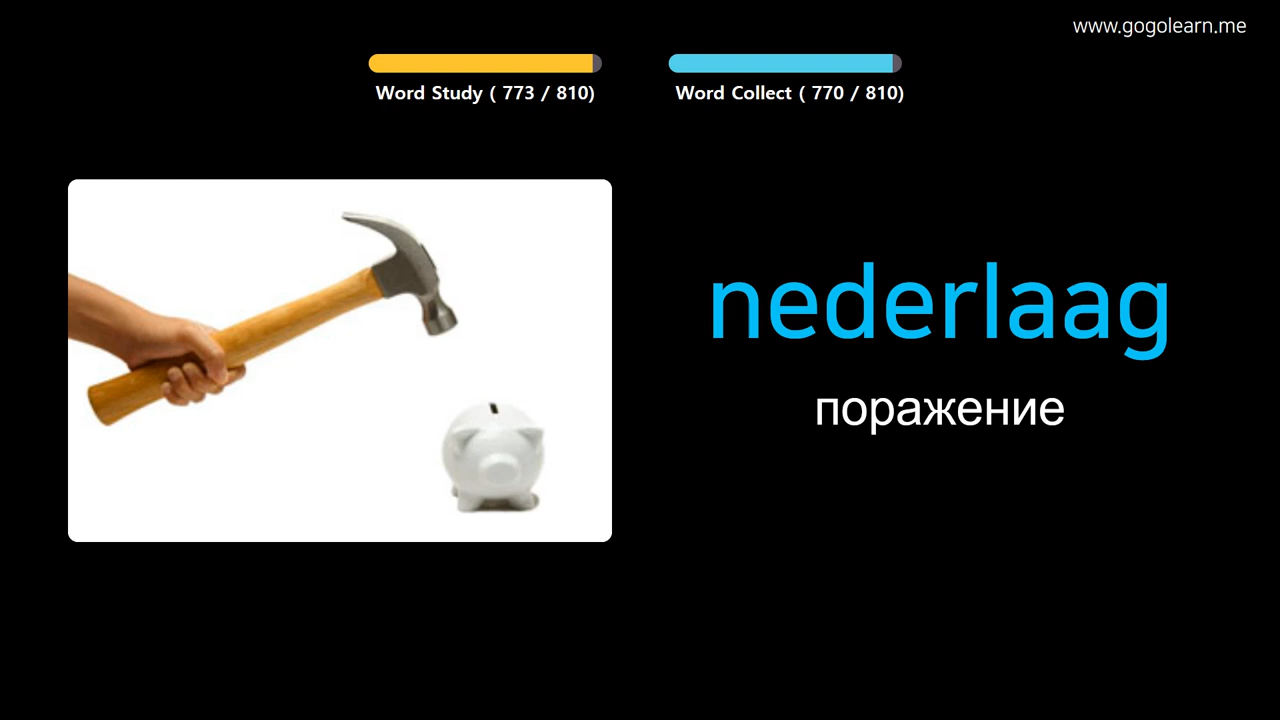 www.gogolearn.me
Word Study ( 773 / 810)
Word Collect ( 770 / 810)
nederlaag
поражение